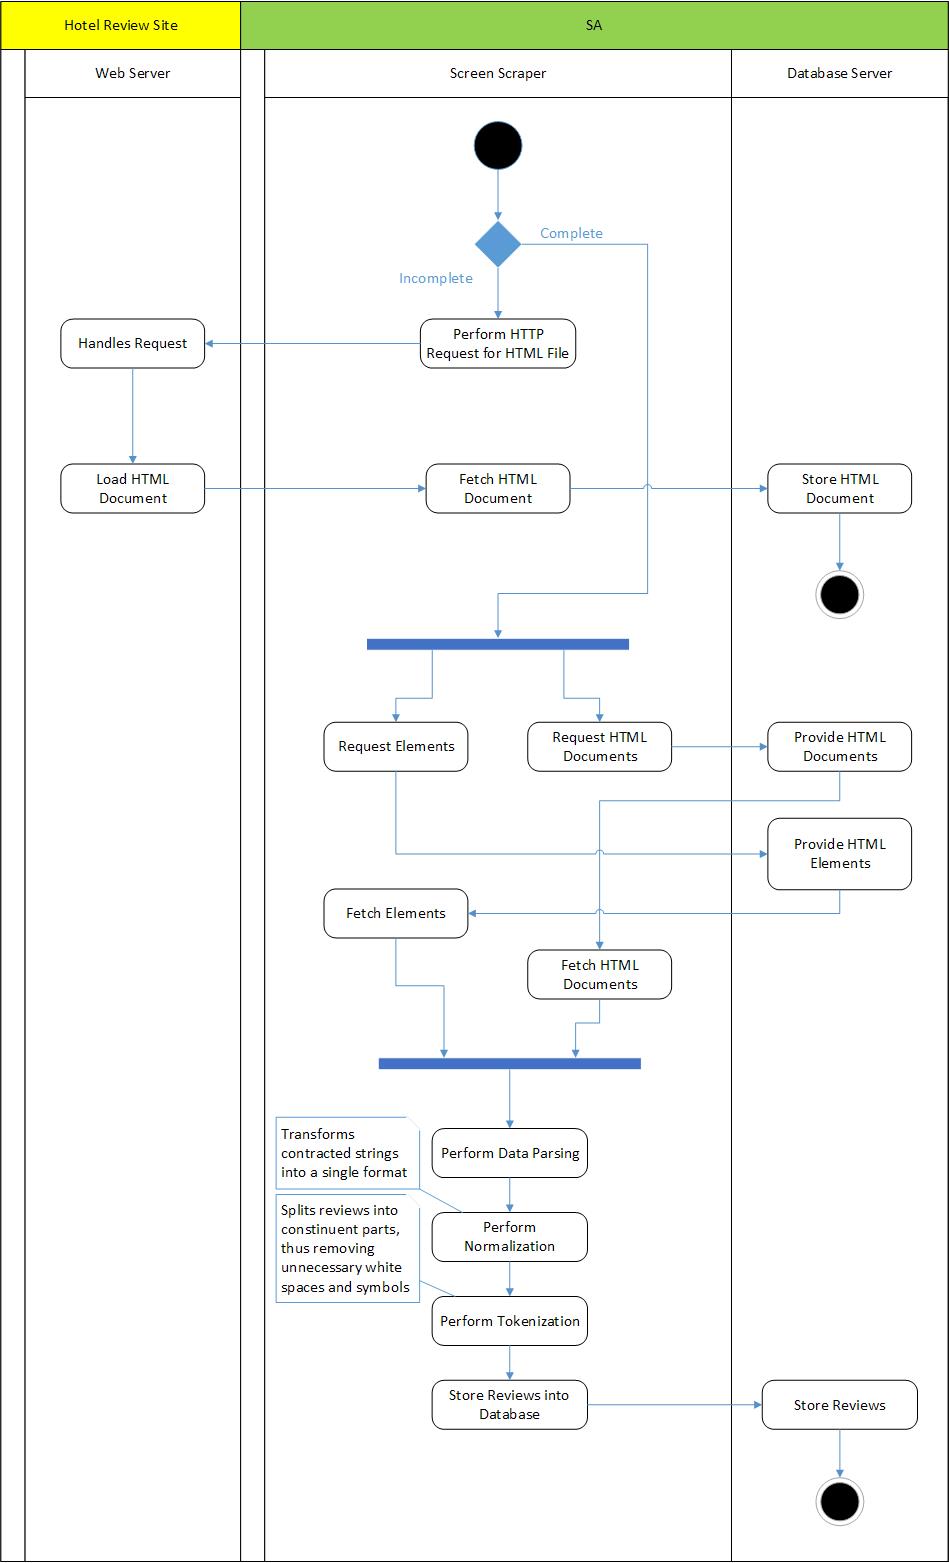 Hotel Review Site
SA
Web Server
Screen Scraper
Database Server
Complete
Incomplete
Handles Request
Perform HTTP
Request for HTML File
Load HTML
Document
Fetch HTML
Document
Store HTML
Document
Request Elements
Request HTML
Documents
Provide HTML
Documents
Provide HTML
Elements
Fetch Elements
Fetch HTML
Documents
Transforms
contracted strings
into a single format
Perform Data Parsing
Splits reviews into
constinuent parts,
thus removing
unnecessary white
spaces and symbols
Perform
Normalization
Perform Tokenization
Store Reviews into
Database
Store Reviews